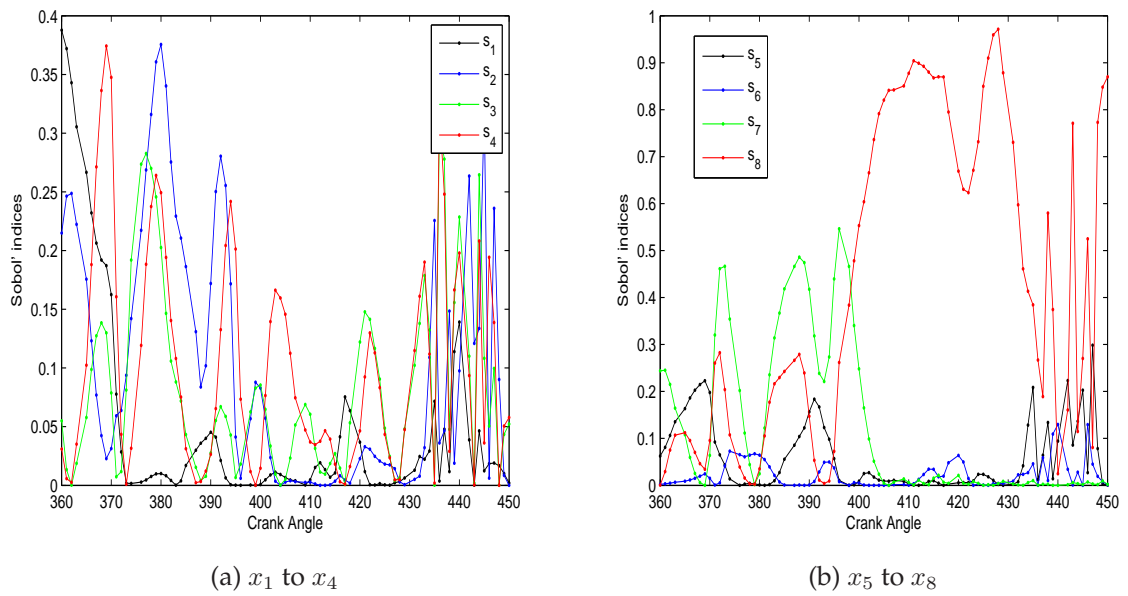 0.4
0.35
0.3
0.25
0.2
0.15
0.1
0.05
0
Sobol' indices
360 370 380 390 400 410 420 430 440 450
Crank Angle
s1
s2
s3
s4
(a) x1 to x4
1
0.9
0.8
0.7
0.6
0.5
0.4
0.3
0.2
0.1
0
Sobol' indices
360 370 380 390 400 410 420 430 440 450
Crank Angle
s5
s6
s7
s8
(b) x5 to x8